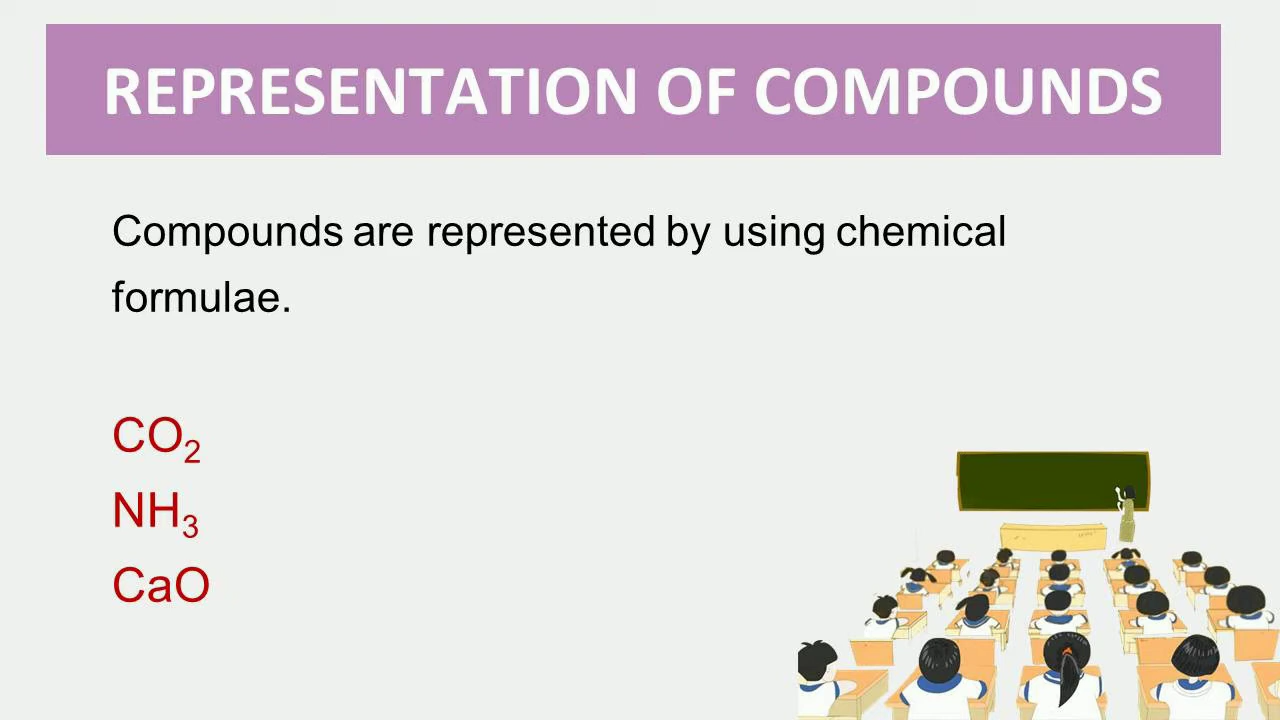 REPRESENTATION OF COMPOUNDS
Compounds are represented by using chemical
formulae.
CO₂
NH₃
CaO